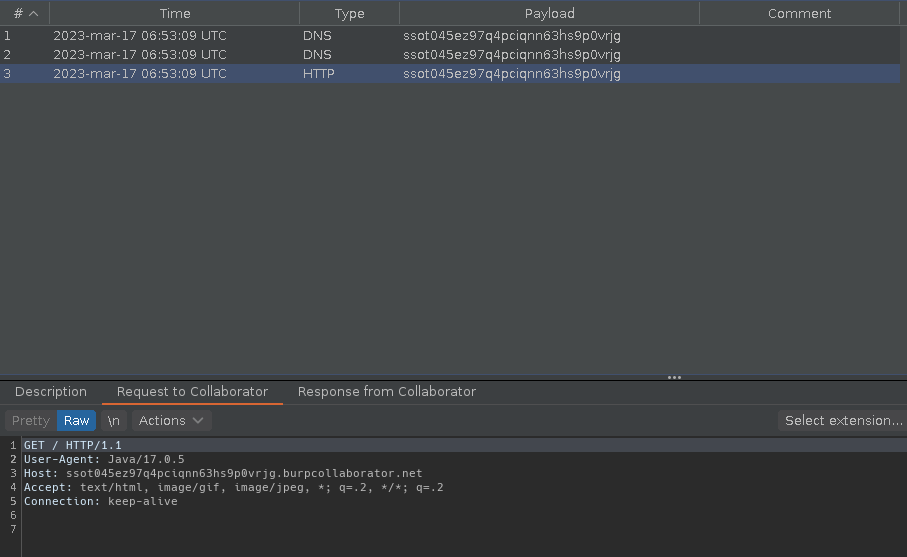 # Time Type Payload Comment
1 2023-mar-17 06:53:09 UTC DNS ssot045ez97q4pciqnn63hs9p0vrjg
2 2023-mar-17 06:53:09 UTC DNS ssot045ez97q4pciqnn63hs9p0vrjg
3 2023-mar-17 06:53:09 UTC HTTP ssot045ez97q4pciqnn63hs9p0vrjg
Description Request to Collaborator Response from Collaborator
Pretty Raw \n Actions Select extension...
1 GET / HTTP/1.1
2 User-Agent: Java/17.0.5
3 Host: ssot045ez97q4pciqnn63hs9p0vrjg.burpcollaborator.net
4 Accept: text/html, image/gif, image/jpeg, *; q=.2, */*; q=.2
5 Connection: keep-alive
6
7